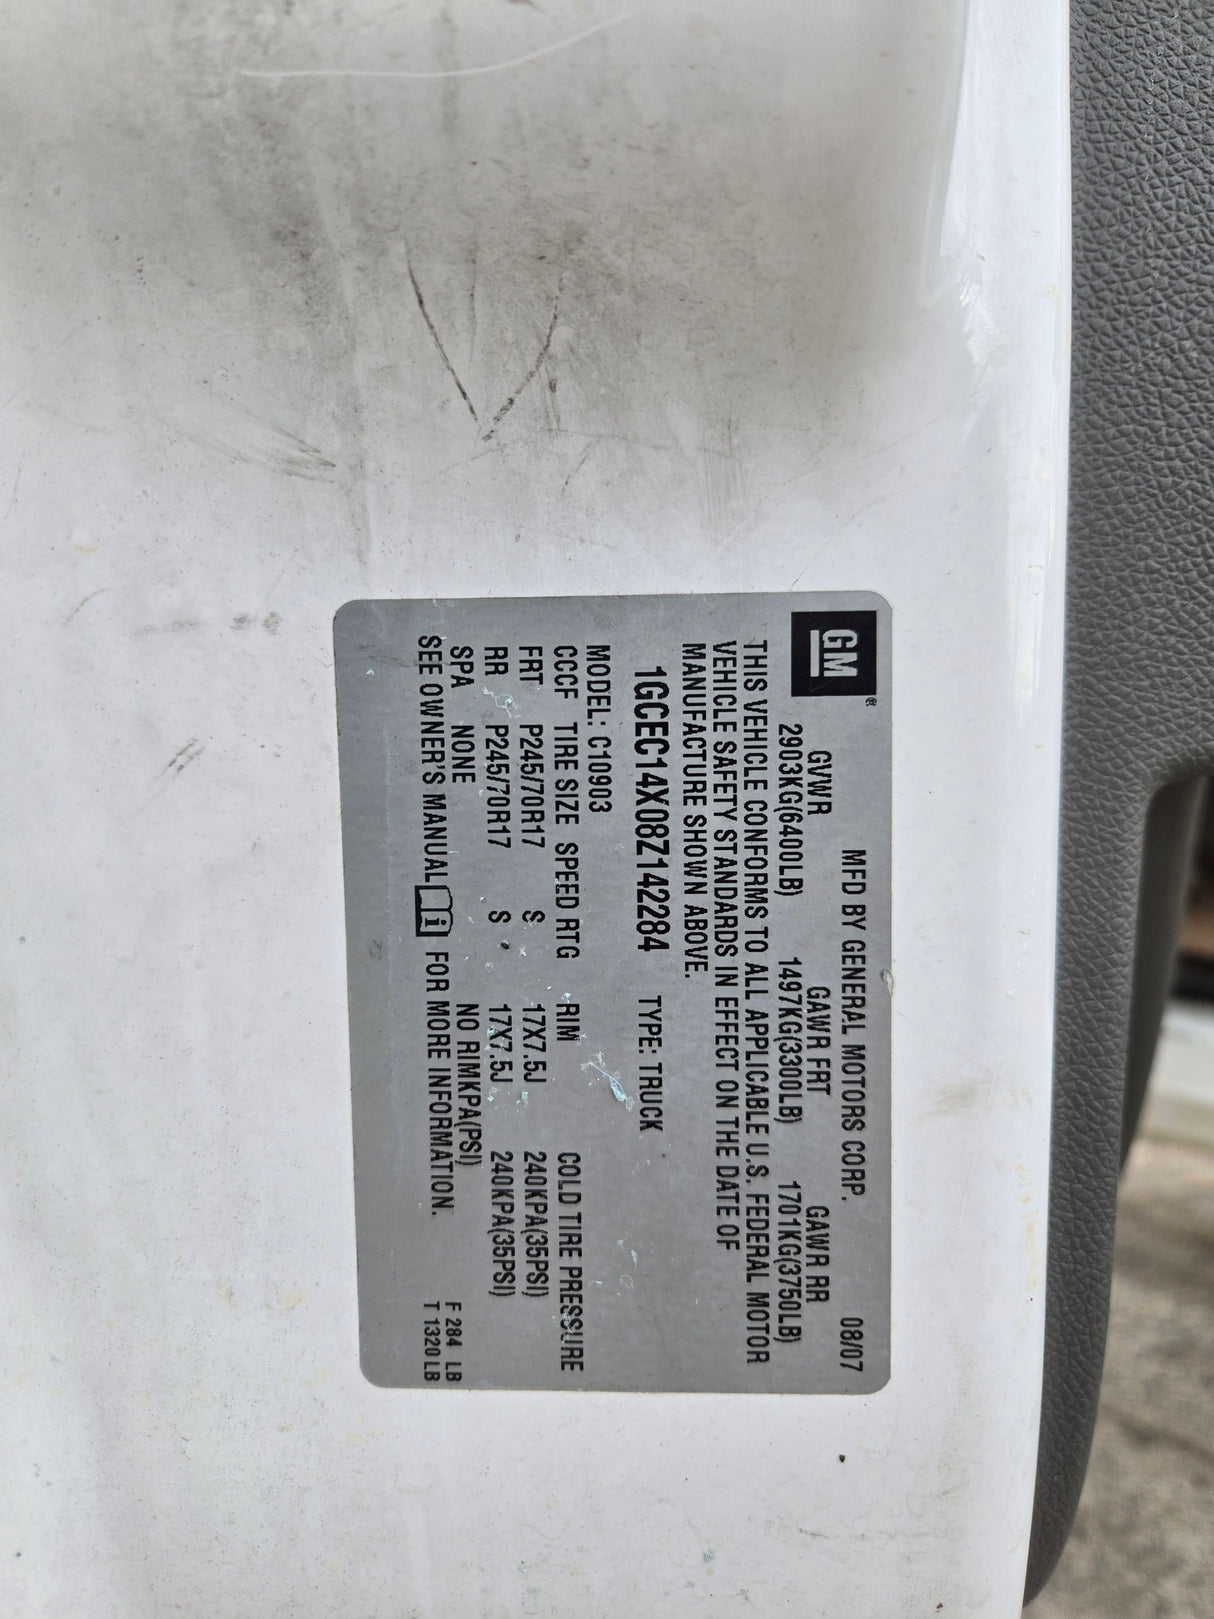 GM ®
MFD BY GENERAL MOTORS CORP. 08/07
GVWR GAWR FRT GAWR RR
2903KG(6400LB) 1497KG(3300LB) 1701KG(3750LB)
THIS VEHICLE CONFORMS TO ALL APPLICABLE U.S. FEDERAL MOTOR
VEHICLE SAFETY STANDARDS IN EFFECT ON THE DATE OF
MANUFACTURE SHOWN ABOVE.
1GCEC14X08Z142284 TYPE: TRUCK
MODEL: C10903
CCCF TIRE SIZE SPEED RTG RIM COLD TIRE PRESSURE
FRT P245/70R17 S 17X7.5J 240KPA(35PSI)
RR P245/70R17 S 17X7.5J 240KPA(35PSI)
SPA NONE NO RIMKPA(PSI)
SEE OWNER'S MANUAL i FOR MORE INFORMATION.
F 284 LB
T 1320 LB